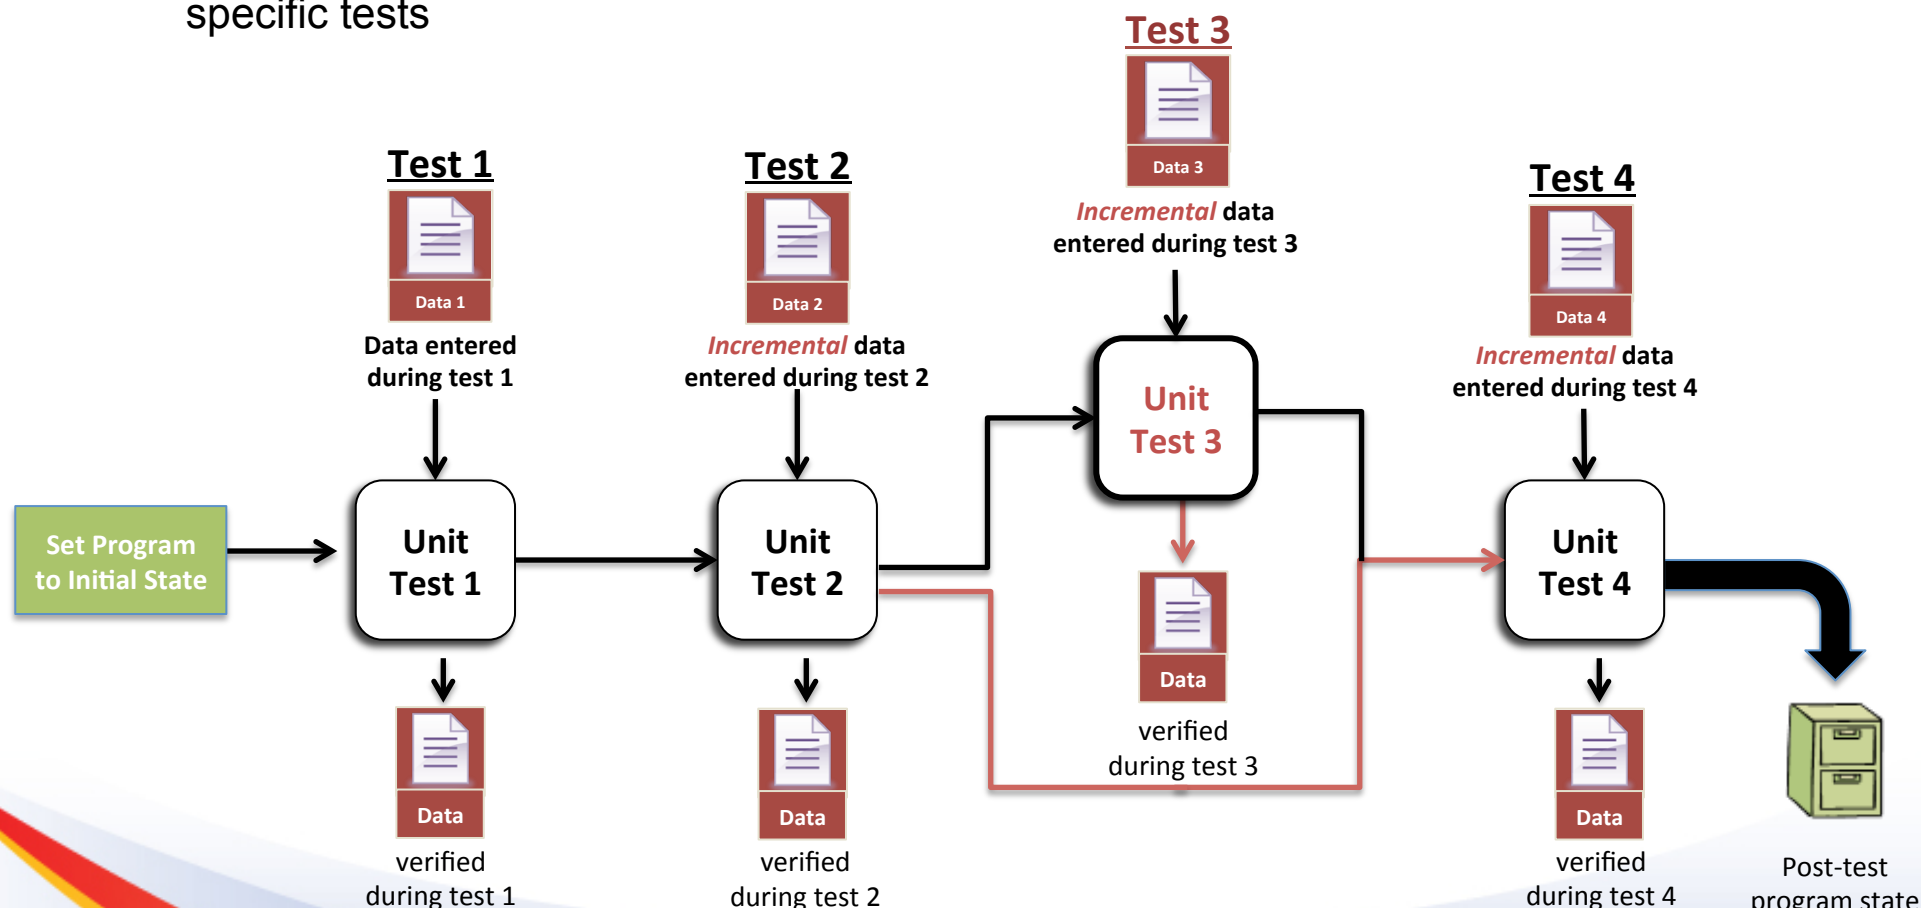 specific tests
Test 3
Data 3
Incremental data
entered during test 3
Test 1
Data 1
Data entered
during test 1
Test 2
Data 2
Incremental data
entered during test 2
Test 4
Data 4
Incremental data
entered during test 4
Set Program
to Initial State
Unit
Test 1
Unit
Test 2
Unit
Test 3
Unit
Test 4
Data
verified
during test 1
Data
verified
during test 2
Data
verified
during test 3
Data
verified
during test 4
Post-test
program state